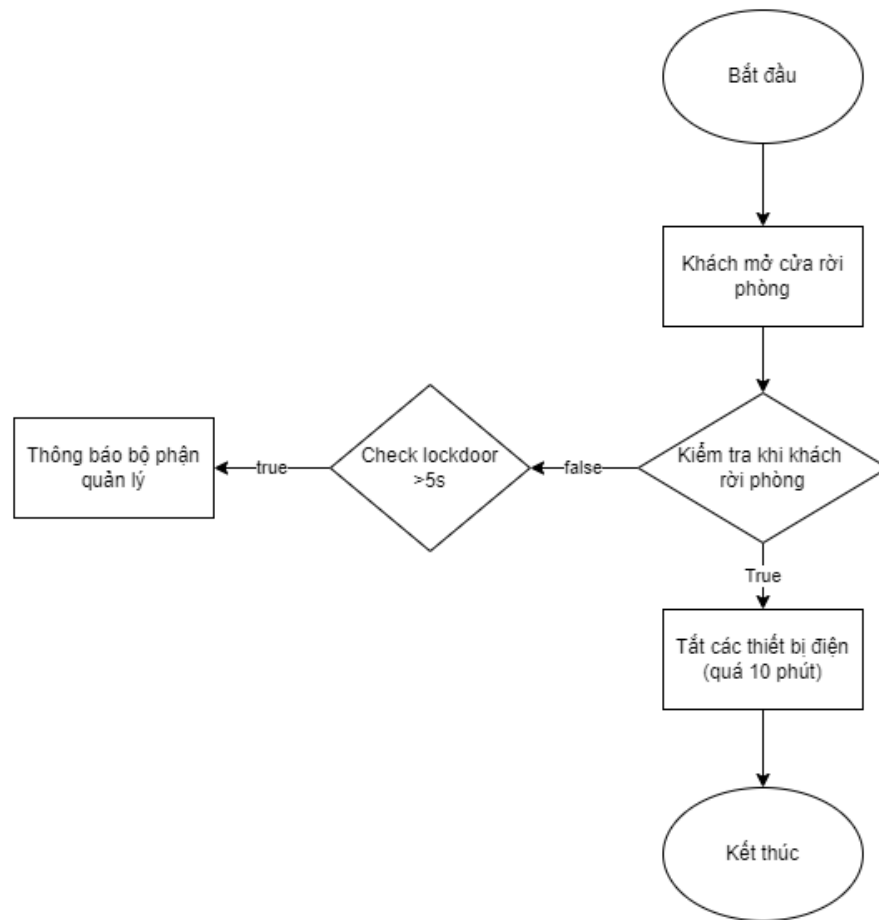 Bắt đầu
Khách mở cửa rời
phòng
Kiểm tra khi khách
rời phòng
false
Check lockdoor
>5s
true
Thông báo bộ phận
quản lý
True
Tắt các thiết bị điện
(quá 10 phút)
Kết thúc